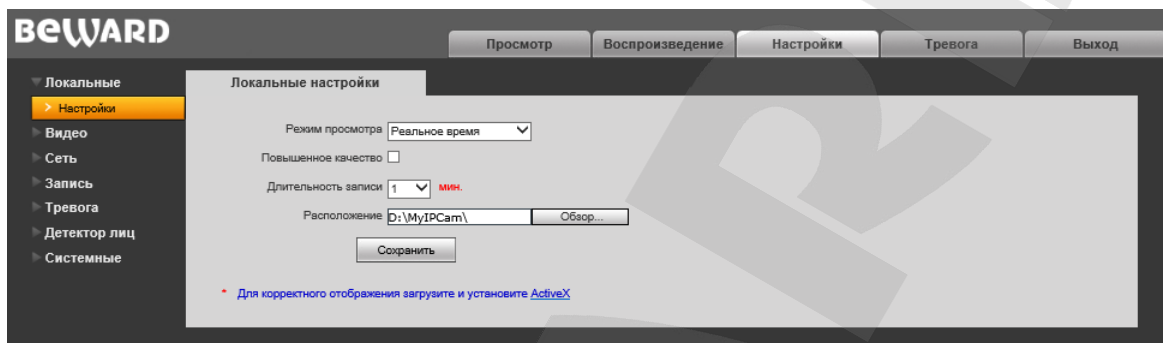 BEWARD
Просмотр Воспроизведение Настройки Тревога Выход
Локальные
Настройки
Видео
Сеть
Запись
Тревога
Детектор лиц
Системные
Локальные настройки
Режим просмотра Реальное время
Повышенное качество
Длительность записи 1 мин.
Расположение D:\MyIPCam\ Обзор...
Сохранить
* Для корректного отображения загрузите и установите ActiveX